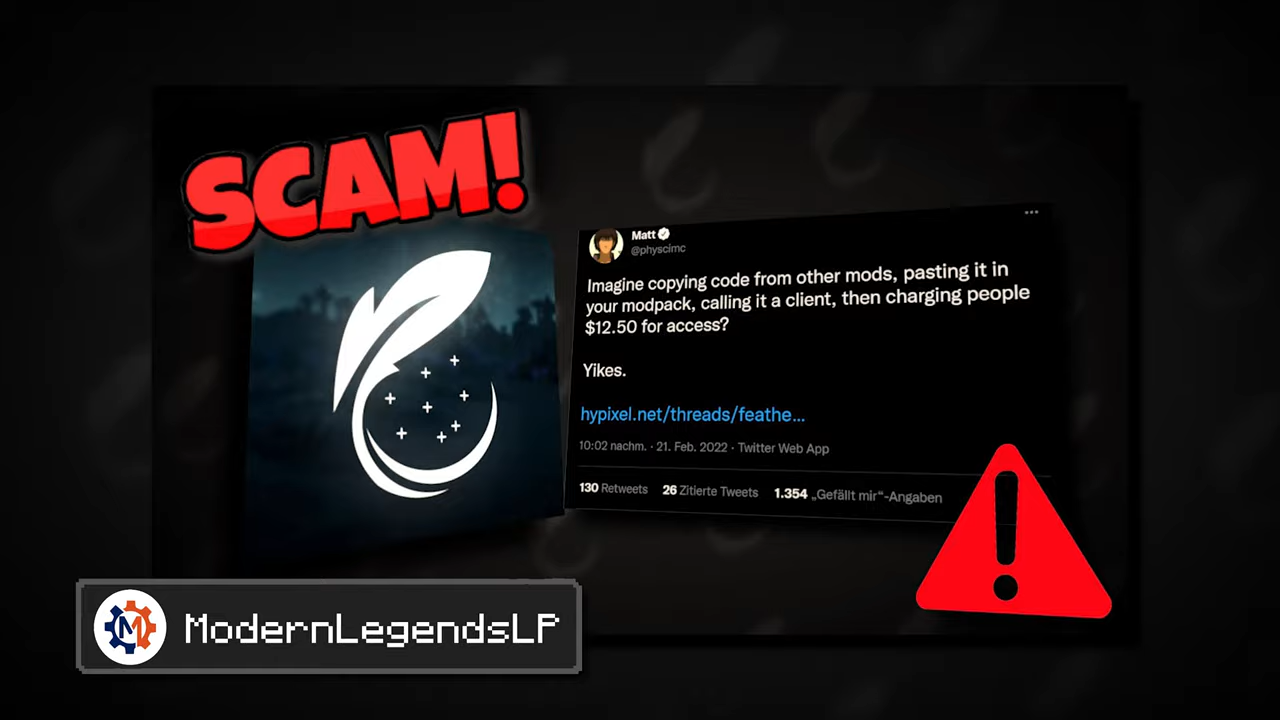 SCAM!
Matt
@physcimc
Imagine copying code from other mods, pasting it in
your modpack, calling it a client, then charging people
$12.50 for access?
Yikes.
hypixel.net/threads/feathe...
10:02 nachm. · 21. Feb. 2022 · Twitter Web App
130 Retweets 26 Zitierte Tweets 1.354 „Gefällt mir“-Angaben
M ModernLegendsLP